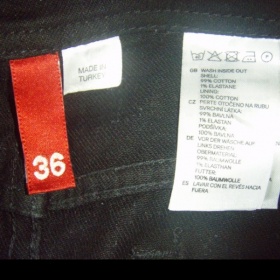 MADE IN
TURKEY
36
GB WASH INSIDE OUT
SHELL:
99% COTTON
1% ELASTANE
LINING:
100% COTTON
CZ PERTE OTOČENO NA RUBU
SVRCHNÍ LÁTKA:
99% BAVLNA
1% ELASTAN
PODŠÍVKA:
100% BAVLNA
DE VOR DER WÄSCHE AUF
LINKS DREHEN
OBERMATERIAL:
99% BAUMWOLLE
1% ELASTHAN
FUTTER:
100% BAUMWOLLE
ES LAVAR CON EL REVÉS HACIA
FUERA